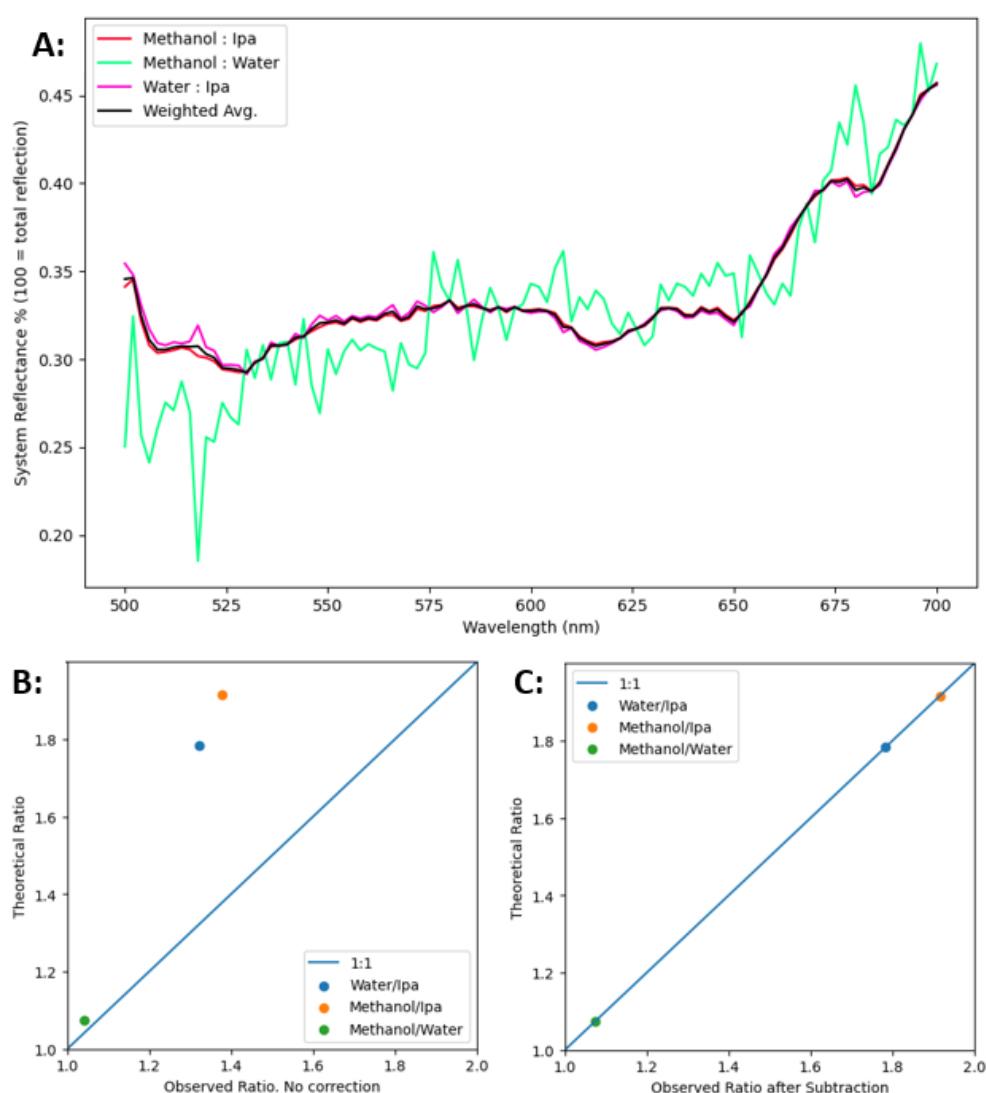 A:
Methanol : Ipa
Methanol : Water
Water : Ipa
Weighted Avg.
System Reflectance % (100 = total reflection)
0.45
0.40
0.35
0.30
0.25
0.20
500
525
550
575
600
625
650
675
700
Wavelength (nm)
B:
Theoretical Ratio
1.8
1.6
1.4
1.2
1.0
1:1
Water/Ipa
Methanol/Ipa
Methanol/Water
1.0
1.2
1.4
1.6
1.8
2.0
Observed Ratio. No correction
C:
1:1
Water/Ipa
Methanol/Ipa
Methanol/Water
Theoretical Ratio
1.8
1.6
1.4
1.2
1.0
1.0
1.2
1.4
1.6
1.8
2.0
Observed Ratio after Subtraction